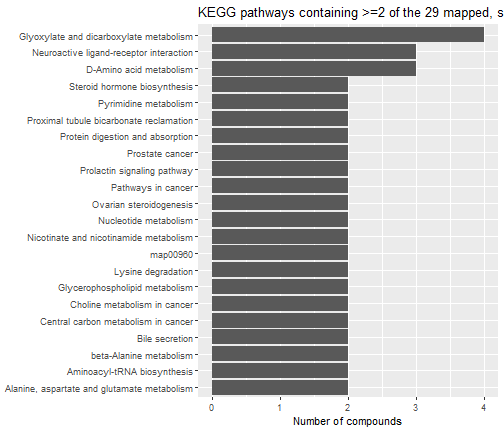 KEGG pathways containing >=2 of the 29 mapped, s
Glyoxylate and dicarboxylate metabolism
Neuroactive ligand-receptor interaction
D-Amino acid metabolism
Steroid hormone biosynthesis
Pyrimidine metabolism
Proximal tubule bicarbonate reclamation
Protein digestion and absorption
Prostate cancer
Prolactin signaling pathway
Pathways in cancer
Ovarian steroidogenesis
Nucleotide metabolism
Nicotinate and nicotinamide metabolism
map00960
Lysine degradation
Glycerophospholipid metabolism
Choline metabolism in cancer
Central carbon metabolism in cancer
Bile secretion
beta-Alanine metabolism
Aminoacyl-tRNA biosynthesis
Alanine, aspartate and glutamate metabolism
0 1 2 3 4
Number of compounds